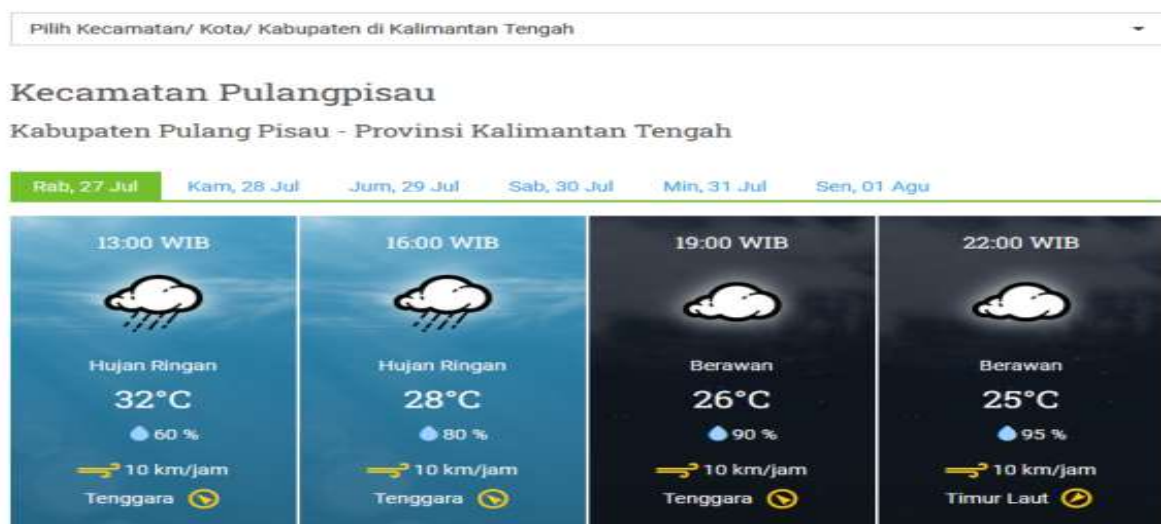 Pilih Kecamatan/ Kota/ Kabupaten di Kalimantan Tengah
Kecamatan Pulangpisau
Kabupaten Pulang Pisau - Provinsi Kalimantan Tengah
Rab, 27 Jul Kam, 28 Jul Jum, 29 Jul Sab, 30 Jul Min, 31 Jul Sen, 01 Agu
13:00 WIB 16:00 WIB 19:00 WIB 22:00 WIB
Hujan Ringan Hujan Ringan Berawan Berawan
32°C 28°C 26°C 25°C
60 % 80 % 90 % 95 %
10 km/jam 10 km/jam 10 km/jam 10 km/jam
Tenggara Tenggara Tenggara Timur Laut